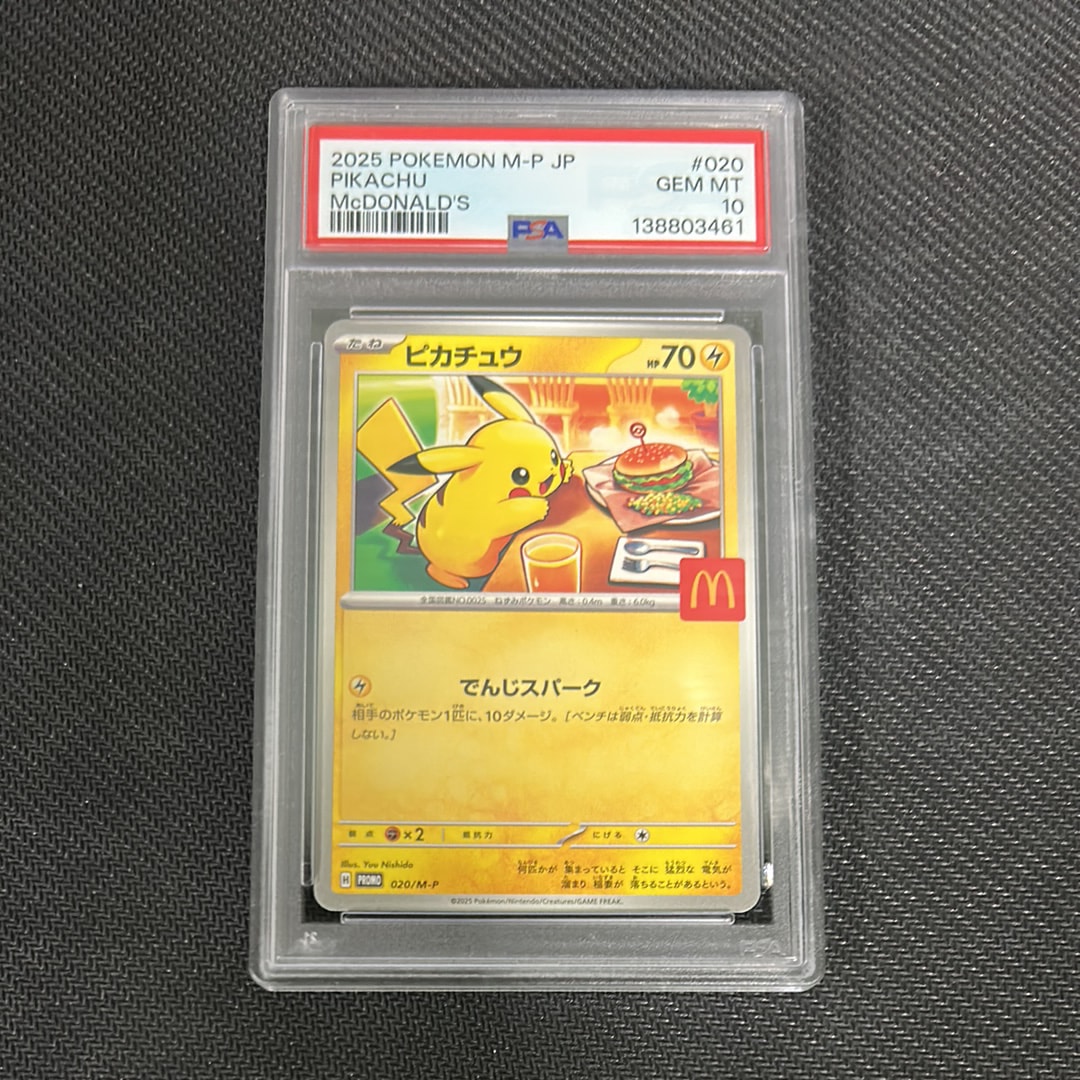 2025 POKEMON M-P JP #020
PIKACHU GEM MT
McDONALD'S 10
PSA 138803461
たね ピカチュウ HP70
全国図鑑NO.0025 ねずみポケモン 高さ:0.4m 重さ:6.0kg
でんじスパーク
相手のポケモン1匹に、10ダメージ。[ベンチは弱点・抵抗力を計算
しない。]
弱点 ×2 抵抗力 にげる
Illus. Yuu Nishida
何匹かが 集まっていると そこに 猛烈な 電気が
H PROMO 020/M-P 溜まり 稲妻が 落ちることがあるという。
©2025 Pokémon/Nintendo/Creatures/GAME FREAK.